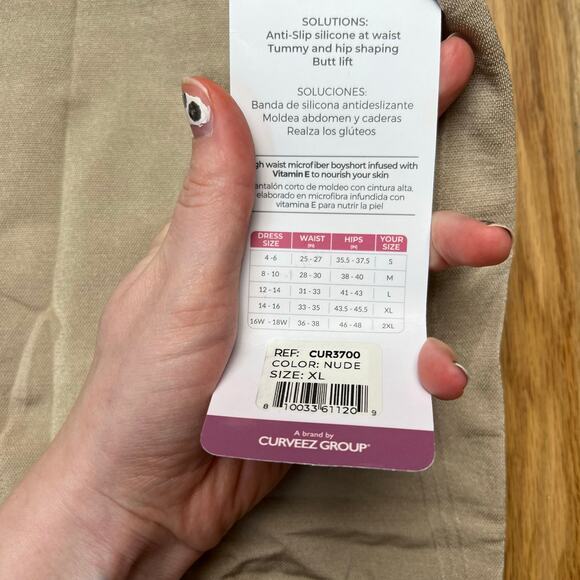 SOLUTIONS:
Anti-Slip silicone at waist
Tummy and hip shaping
Butt lift
SOLUCIONES:
Banda de silicona antideslizante
Moldea abdomen y caderas
Realza los glúteos
gh waist microfiber boyshort infused with
Vitamin E to nourish your skin
antalón corto de moldeo con cintura alta,
elaborado en microfibra infundida con
vitamina E para nutrir la piel
DRESS SIZE WAIST (IN) HIPS (IN) YOUR SIZE
4 -6 25 - 27 35.5 - 37.5 S
8 - 10 28 - 30 38 - 40 M
12 - 14 31 - 33 41 - 43 L
14 - 16 33 - 35 43.5 - 45.5 XL
16W - 18W 36 - 38 46 - 48 2XL
REF: CUR3700
COLOR: NUDE
SIZE: XL
8 10033 61120 9
A brand by
CURVEEZ GROUP®